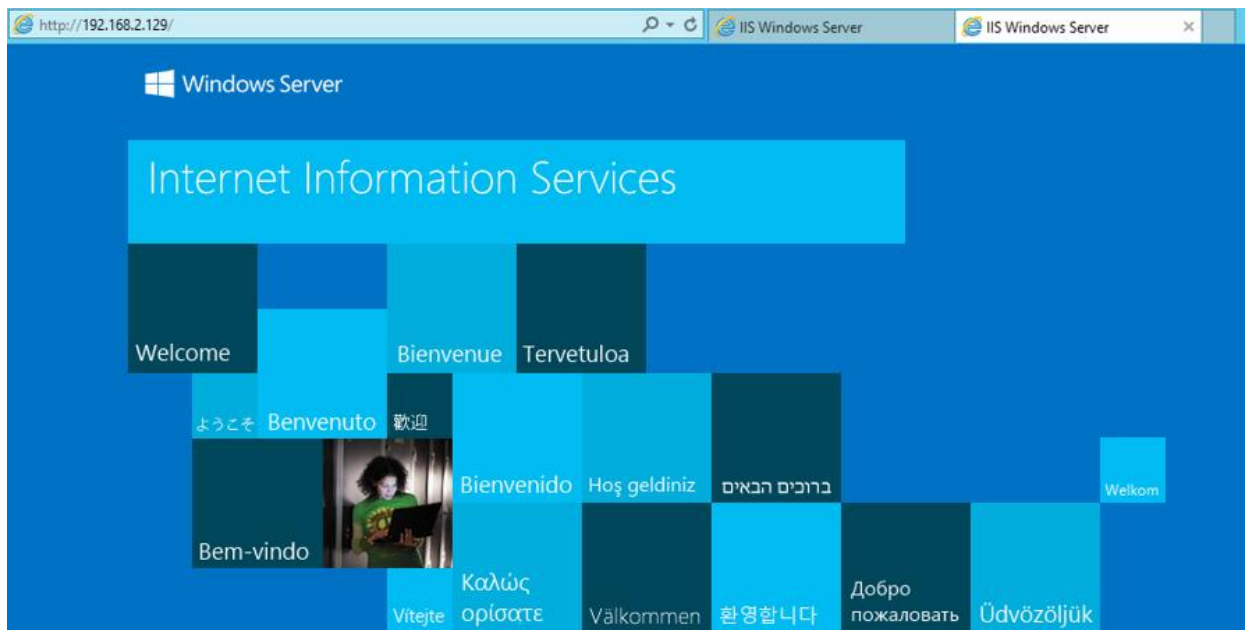 http://192.168.2.129/
IIS Windows Server
IIS Windows Server
Windows Server
Internet Information Services
Welcome
Bienvenue
Tervetuloa
ようこそ
Benvenuto
歡迎
Bienvenido
Hoş geldiniz
ברוכים הבאים
Welkom
Bem-vindo
Vítejte
Καλώς
ορίσατε
Välkommen
환영합니다
Добро
пожаловать
Üdvözöljük